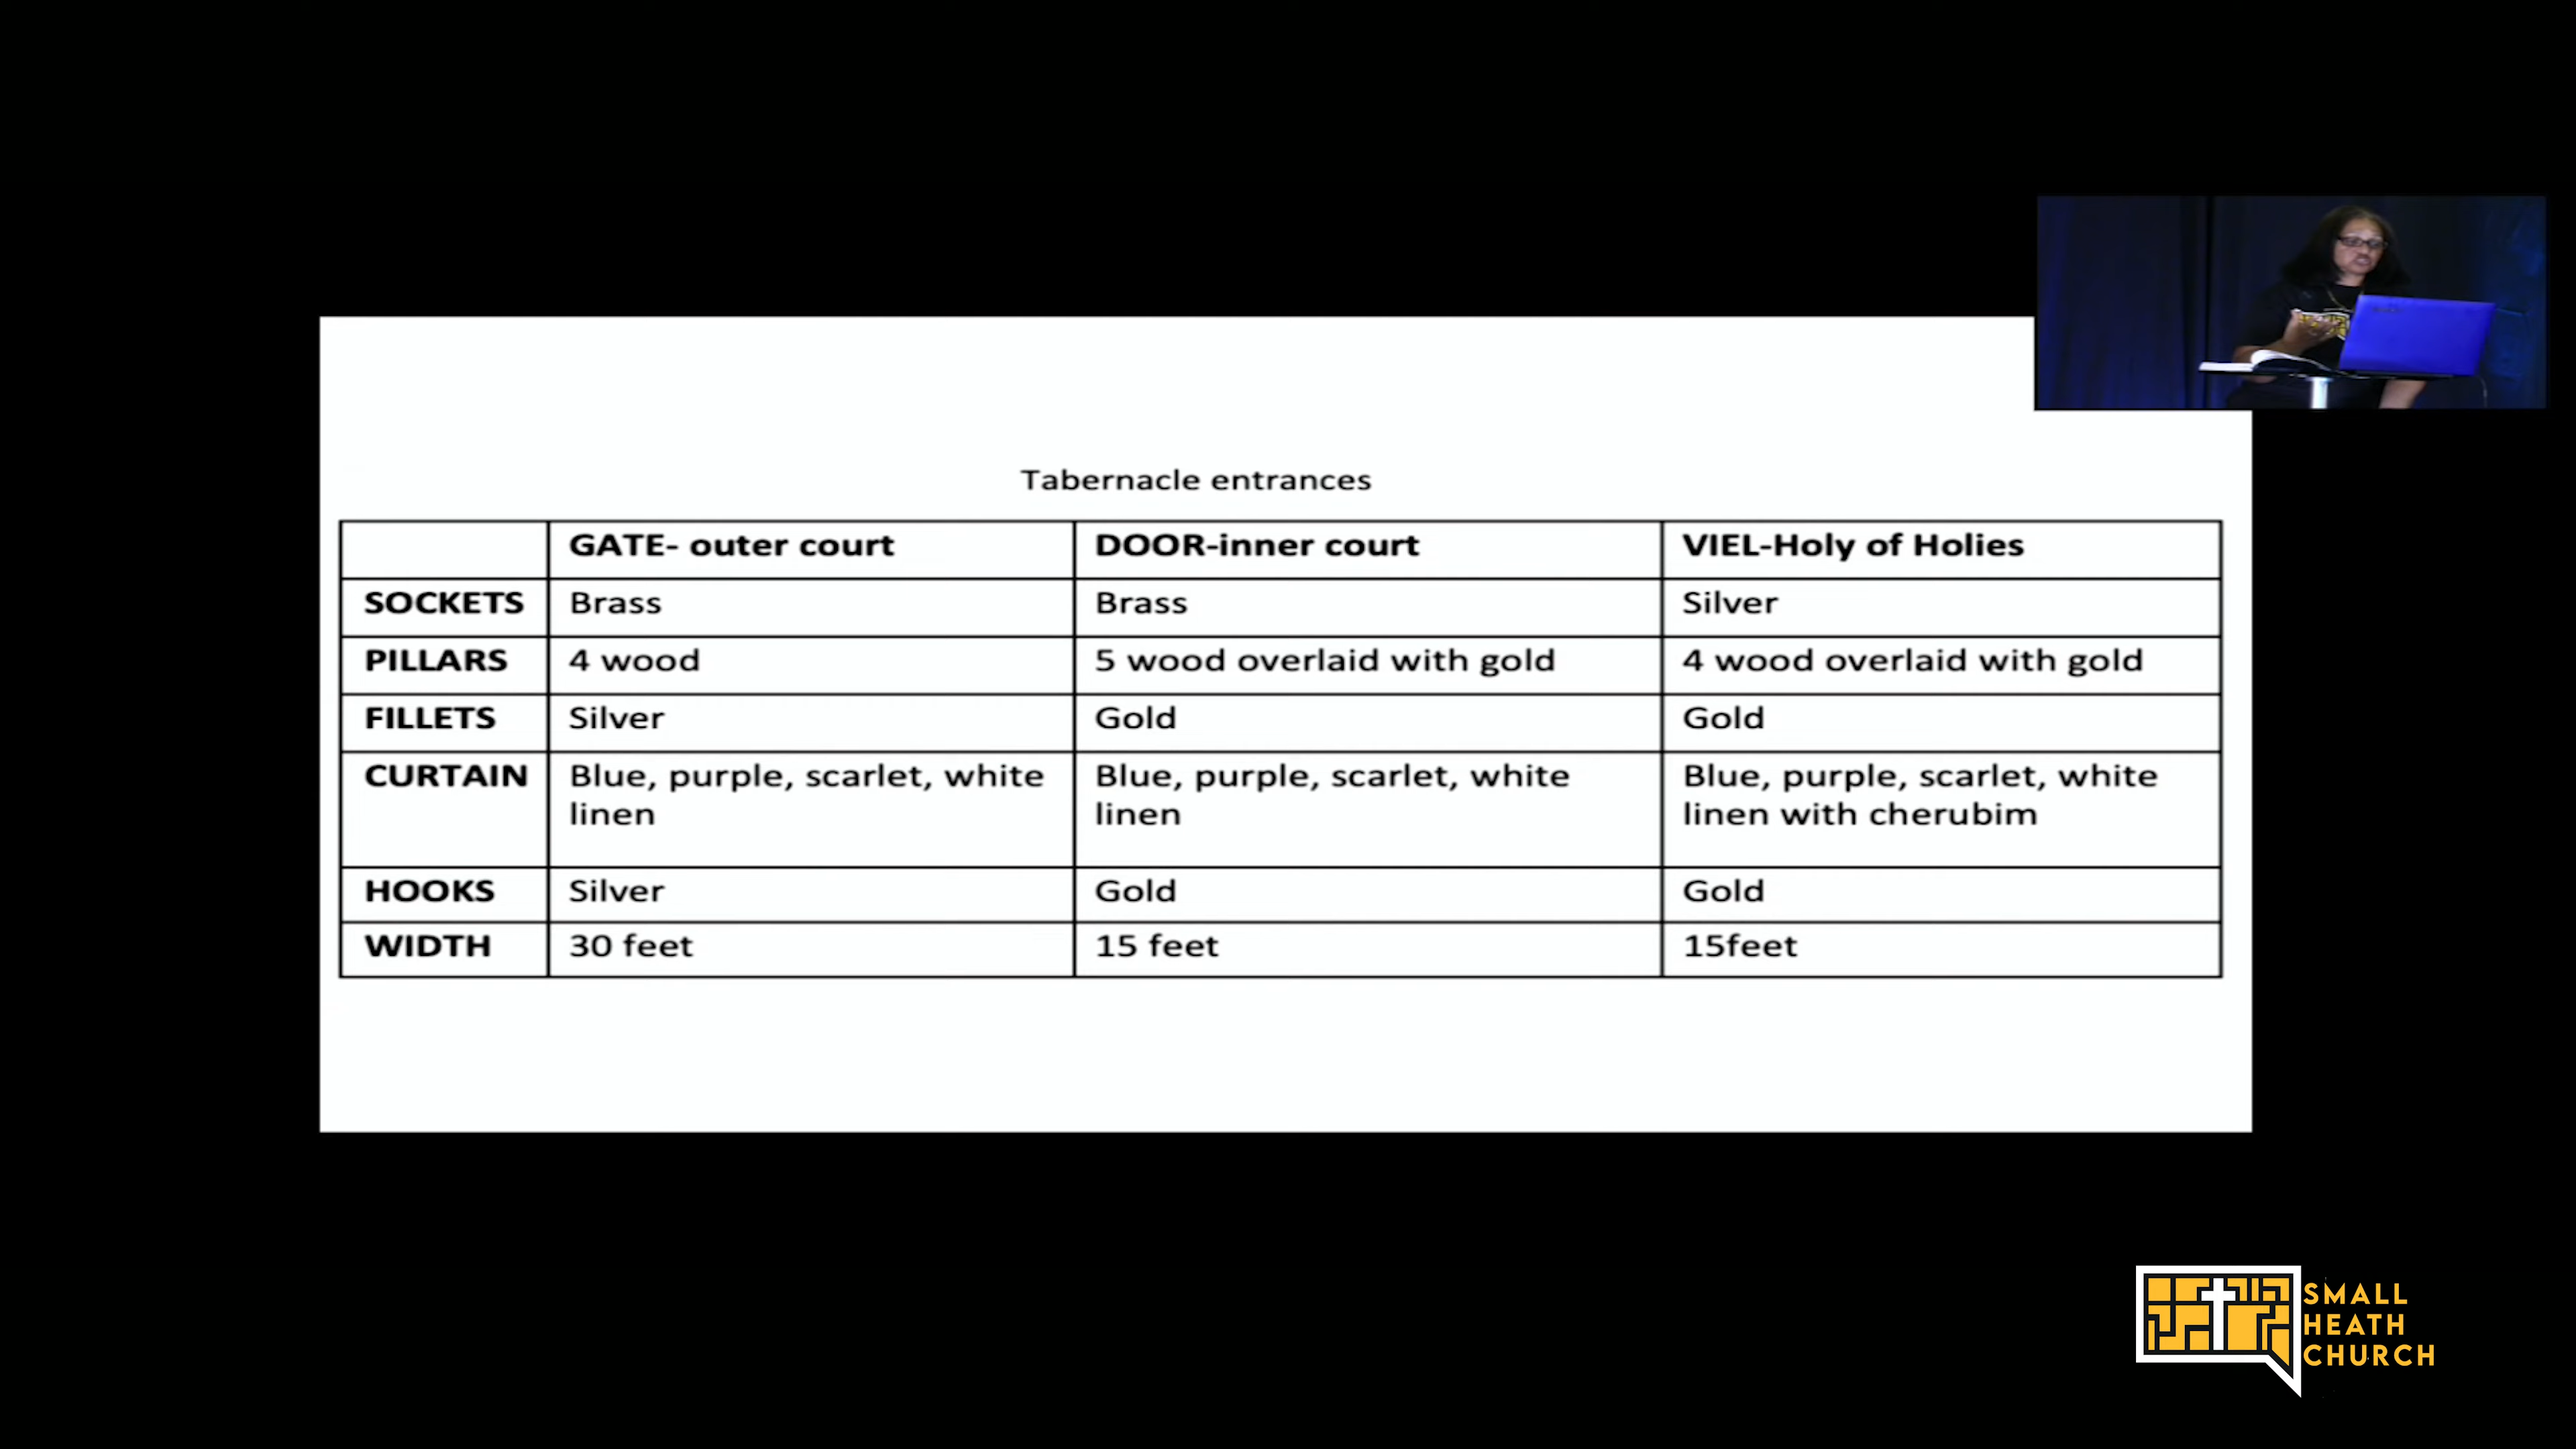 Tabernacle entrances
GATE- outer court DOOR-inner court VIEL-Holy of Holies
SOCKETS Brass Brass Silver
PILLARS 4 wood 5 wood overlaid with gold 4 wood overlaid with gold
FILLETS Silver Gold Gold
CURTAIN Blue, purple, scarlet, white Blue, purple, scarlet, white Blue, purple, scarlet, white
linen linen linen with cherubim
HOOKS Silver Gold Gold
WIDTH 30 feet 15 feet 15feet
SMALL
HEATH
CHURCH